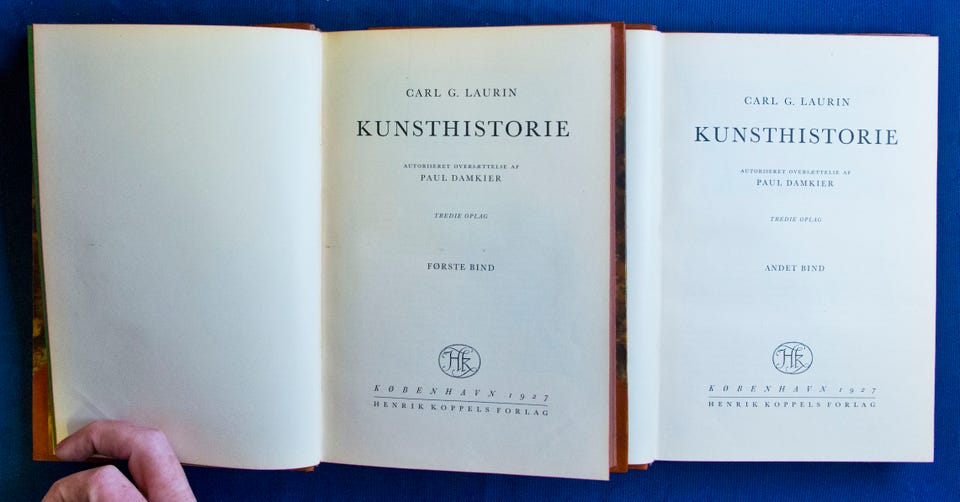 CARL G. LAURIN
KUNSTHISTORIE
AUTORISERET OVERSÆTTELSE AF
PAUL DAMKIER
TREDIE OPLAG
FØRSTE BIND
HK
KØBENHAVN 1927
HENRIK KOPPELS FORLAG
CARL G. LAURIN
KUNSTHISTORIE
AUTORISERET OVERSÆTTELSE AF
PAUL DAMKIER
TREDIE OPLAG
ANDET BIND
HK
KØBENHAVN 1927
HENRIK KOPPELS FORLAG